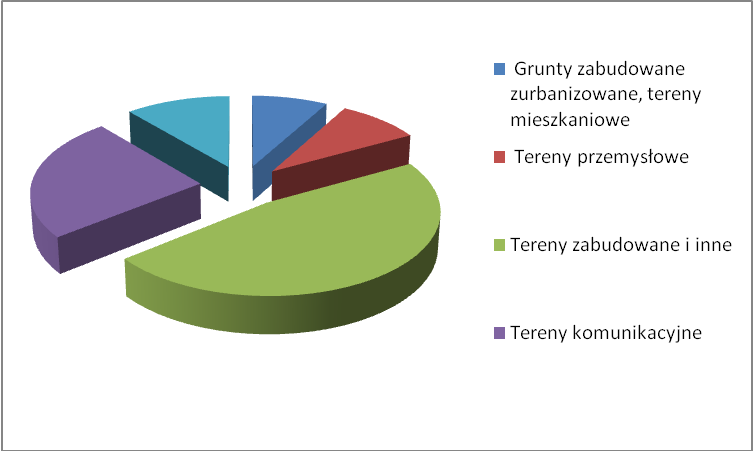 Grunty zabudowane
zurbanizowane, tereny
mieszkaniowe
Tereny przemysłowe
Tereny zabudowane i inne
Tereny komunikacyjne